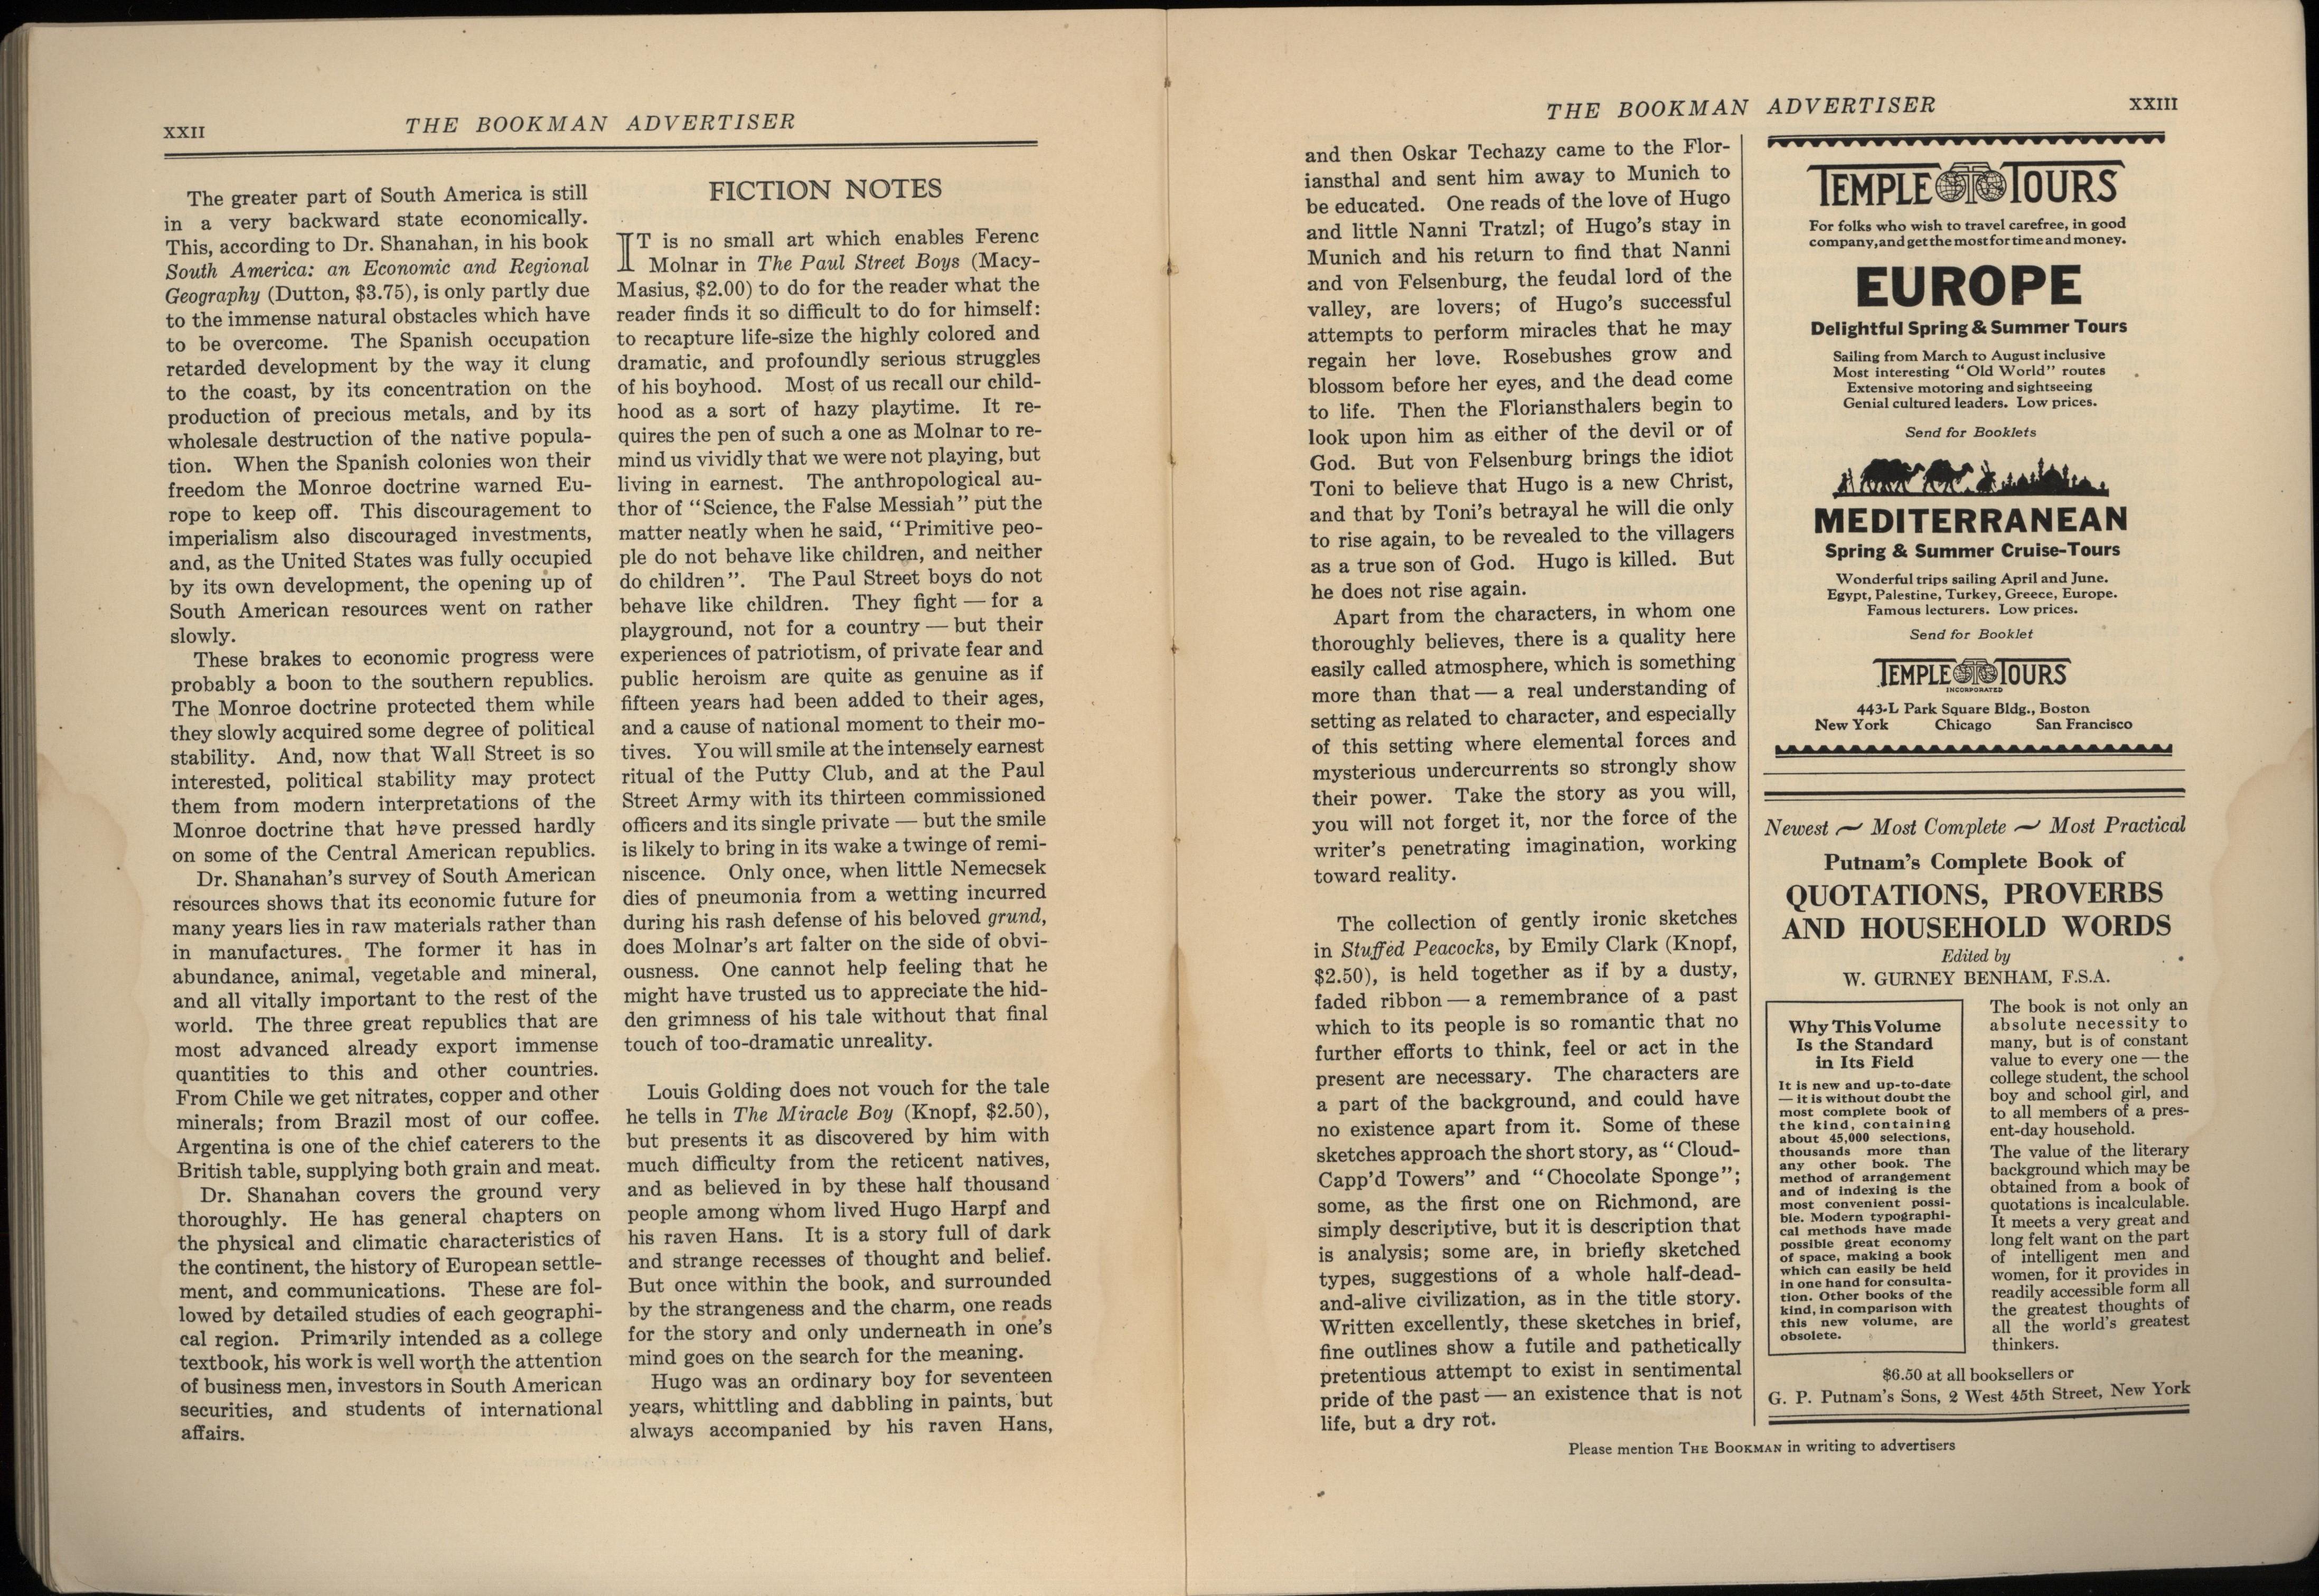 XXII
THE BOOKMAN ADVERTISER
The greater part of South America is still
in a very backward state economically.
This, according to Dr. Shanahan, in his book
South America: an Economic and Regional
Geography (Dutton, $3.75), is only partly due
to the immense natural obstacles which have
to be overcome. The Spanish occupation
retarded development by the way it clung
to the coast, by its concentration on the
production of precious metals, and by its
wholesale destruction of the native popula-
tion. When the Spanish colonies won their
freedom the Monroe doctrine warned Eu-
rope to keep off. This discouragement to
imperialism also discouraged investments,
and, as the United States was fully occupied
by its own development, the opening up of
South American resources went on rather
slowly.
These brakes to economic progress were
probably a boon to the southern republics.
The Monroe doctrine protected them while
they slowly acquired some degree of political
stability. And, now that Wall Street is so
interested, political stability may protect
them from modern interpretations of the
Monroe doctrine that have pressed hardly
on some of the Central American republics.
Dr. Shanahan's survey of South American
resources shows that its economic future for
many years lies in raw materials rather than
in manufactures. The former it has in
abundance, animal, vegetable and mineral,
and all vitally important to the rest of the
world. The three great republics that are
most advanced already export immense
quantities to this and other countries.
From Chile we get nitrates, copper and other
minerals; from Brazil most of our coffee.
Argentina is one of the chief caterers to the
British table, supplying both grain and meat.
Dr. Shanahan covers the ground very
thoroughly. He has general chapters on
the physical and climatic characteristics of
the continent, the history of European settle-
ment, and communications. These are fol-
lowed by detailed studies of each geographi-
cal region. Primarily intended as a college
textbook, his work is well worth the attention
of business men, investors in South American
securities, and students of international
affairs.
FICTION NOTES
IT is no small art which enables Ferenc
Molnar in The Paul Street Boys (Macy-
Masius, $2.00) to do for the reader what the
reader finds it so difficult to do for himself:
to recapture life-size the highly colored and
dramatic, and profoundly serious struggles
of his boyhood. Most of us recall our child-
hood as a sort of hazy playtime. It re-
quires the pen of such a one as Molnar to re-
mind us vividly that we were not playing, but
living in earnest. The anthropological au-
thor of "Science, the False Messiah" put the
matter neatly when he said, "Primitive peo-
ple do not behave like children, and neither
do children". The Paul Street boys do not
behave like children. They fight — for a
playground, not for a country — but their
experiences of patriotism, of private fear and
public heroism are quite as genuine as if
fifteen years had been added to their ages,
and a cause of national moment to their mo-
tives. You will smile at the intensely earnest
ritual of the Putty Club, and at the Paul
Street Army with its thirteen commissioned
officers and its single private — but the smile
is likely to bring in its wake a twinge of remi-
niscence. Only once, when little Nemecsek
dies of pneumonia from a wetting incurred
during his rash defense of his beloved grund,
does Molnar's art falter on the side of obvi-
ousness. One cannot help feeling that he
might have trusted us to appreciate the hid-
den grimness of his tale without that final
touch of too-dramatic unreality.
Louis Golding does not vouch for the tale
he tells in The Miracle Boy (Knopf, $2.50),
but presents it as discovered by him with
much difficulty from the reticent natives,
and as believed in by these half thousand
people among whom lived Hugo Harpf and
his raven Hans. It is a story full of dark
and strange recesses of thought and belief.
But once within the book, and surrounded
by the strangeness and the charm, one reads
for the story and only underneath in one's
mind goes on the search for the meaning.
Hugo was an ordinary boy for seventeen
years, whittling and dabbling in paints, but
always accompanied by his raven Hans,
THE BOOKMAN ADVERTISER
XXIII
and then Oskar Techazy came to the Flor-
iansthal and sent him away to Munich to
be educated. One reads of the love of Hugo
and little Nanni Tratzl; of Hugo's stay in
Munich and his return to find that Nanni
and von Felsenburg, the feudal lord of the
valley, are lovers; of Hugo's successful
attempts to perform miracles that he may
regain her love. Rosebushes grow and
blossom before her eyes, and the dead come
to life. Then the Floriansthalers begin to
look upon him as either of the devil or of
God. But von Felsenburg brings the idiot
Toni to believe that Hugo is a new Christ,
and that by Toni's betrayal he will die only
to rise again, to be revealed to the villagers
as a true son of God. Hugo is killed. But
he does not rise again.
Apart from the characters, in whom one
thoroughly believes, there is a quality here
easily called atmosphere, which is something
more than that — a real understanding of
setting as related to character, and especially
of this setting where elemental forces and
mysterious undercurrents so strongly show
their power. Take the story as you will,
you will not forget it, nor the force of the
writer's penetrating imagination, working
toward reality.
The collection of gently ironic sketches
in Stuffed Peacocks, by Emily Clark (Knopf,
$2.50), is held together as if by a dusty,
faded ribbon — a remembrance of a past
which to its people is so romantic that no
further efforts to think, feel or act in the
present are necessary. The characters are
a part of the background, and could have
no existence apart from it. Some of these
sketches approach the short story, as "Cloud-
Capp'd Towers" and "Chocolate Sponge";
some, as the first one on Richmond, are
simply descriptive, but it is description that
is analysis; some are, in briefly sketched
types, suggestions of a whole half-dead-
and-alive civilization, as in the title story.
Written excellently, these sketches in brief,
fine outlines show a futile and pathetically
pretentious attempt to exist in sentimental
pride of the past — an existence that is not
life, but a dry rot.
TEMPLE TOURS
For folks who wish to travel carefree, in good
company, and get the most for time and money.
EUROPE
Delightful Spring & Summer Tours
Sailing from March to August inclusive
Most interesting "Old World" routes
Extensive motoring and sightseeing
Genial cultured leaders. Low prices.
Send for Booklets
MEDITERRANEAN
Spring & Summer Cruise-Tours
Wonderful trips sailing April and June.
Egypt, Palestine, Turkey, Greece, Europe.
Famous lecturers. Low prices.
Send for Booklet
TEMPLE TOURS
INCORPORATED
443-L Park Square Bldg., Boston
New York Chicago San Francisco
Newest ~ Most Complete ~ Most Practical
Putnam's Complete Book of
QUOTATIONS, PROVERBS
AND HOUSEHOLD WORDS
Edited by
W. GURNEY BENHAM, F.S.A.
Why This Volume
Is the Standard
in Its Field
It is new and up-to-date
— it is without doubt the
most complete book of
the kind, containing
about 45,000 selections,
thousands more than
any other book. The
method of arrangement
and of indexing is the
most convenient possi-
ble. Modern typographi-
cal methods have made
possible great economy
of space, making a book
which can easily be held
in one hand for consulta-
tion. Other books of the
kind, in comparison with
this new volume, are
obsolete.
The book is not only an
absolute necessity to
many, but is of constant
value to every one — the
college student, the school
boy and school girl, and
to all members of a pres-
ent-day household.
The value of the literary
background which may be
obtained from a book of
quotations is incalculable.
It meets a very great and
long felt want on the part
of intelligent men and
women, for it provides in
readily accessible form all
the greatest thoughts of
all the world's greatest
thinkers.
$6.50 at all booksellers or
G. P. Putnam's Sons, 2 West 45th Street, New York
Please mention THE BOOKMAN in writing to advertisers